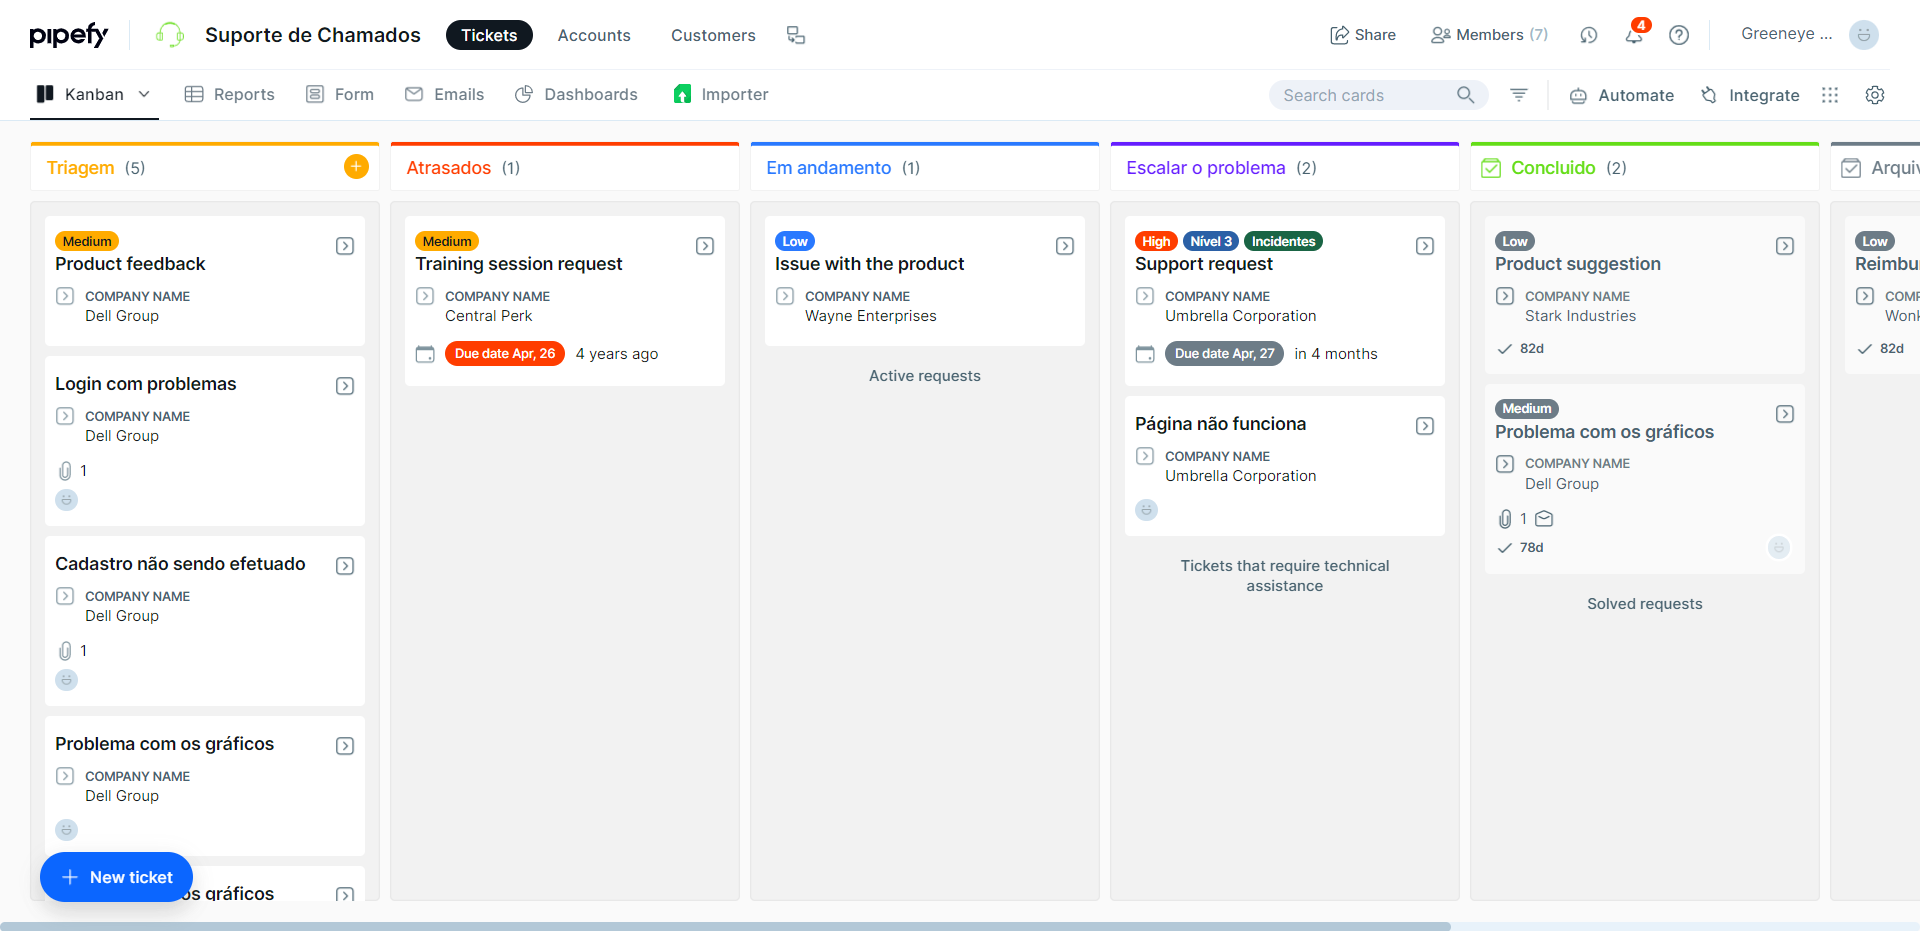 pipefy
Suporte de Chamados
Tickets
Accounts
Customers
Share
Members (7)
4
Greeneye ...
Kanban
Reports
Form
Emails
Dashboards
Importer
Search cards
Automate
Integrate
Triagem (5)
Medium
Product feedback
COMPANY NAME
Dell Group
Login com problemas
COMPANY NAME
Dell Group
1
Cadastro não sendo efetuado
COMPANY NAME
Dell Group
1
Problema com os gráficos
COMPANY NAME
Dell Group
os gráficos
New ticket
Atrasados (1)
Medium
Training session request
COMPANY NAME
Central Perk
Due date Apr, 26 4 years ago
Em andamento (1)
Low
Issue with the product
COMPANY NAME
Wayne Enterprises
Active requests
Escalar o problema (2)
High Nível 3 Incidentes
Support request
COMPANY NAME
Umbrella Corporation
Due date Apr, 27 in 4 months
Página não funciona
COMPANY NAME
Umbrella Corporation
Tickets that require technical
assistance
Concluido (2)
Low
Product suggestion
COMPANY NAME
Stark Industries
82d
Medium
Problema com os gráficos
COMPANY NAME
Dell Group
1
78d
Solved requests
Arquiv
Low
Reimbu
COMP
Wonk
82d